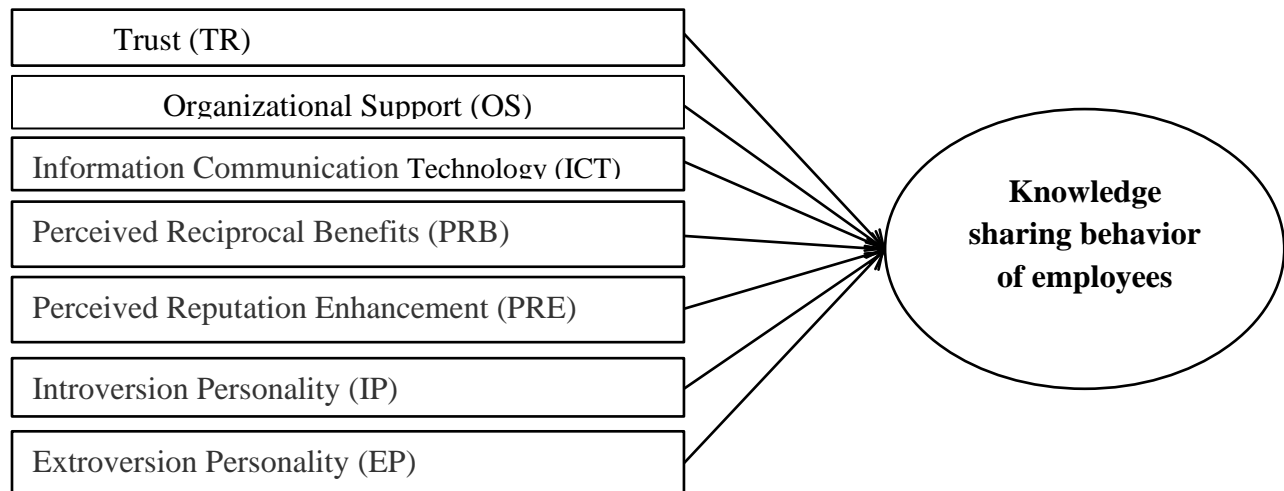 Trust (TR)
Organizational Support (OS)
Information Communication Technology (ICT)
Perceived Reciprocal Benefits (PRB)
Perceived Reputation Enhancement (PRE)
Introversion Personality (IP)
Extroversion Personality (EP)
Knowledge
sharing behavior
of employees